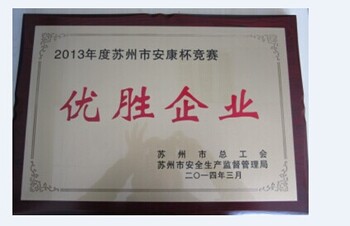 2013年度苏州市安康杯竞赛
优胜企业
苏州市总工会
苏州市安全生产监督管理局
二〇一四年三月